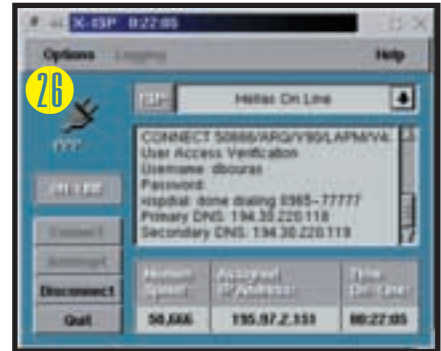 X-ISP 0:22:05
Options Logging Help
26
ISP Hellas On Line
CONNECT 50666/ARQ/V90/LAPM/V4
User Access Verification
Username: dbouras
Password:
xispdial: done dialing 0965-77777
Primary DNS: 194.30.220.118
Secondary DNS: 194.30.220.119
Connect
Interrupt
Disconnect
Quit
Modem Speed:
50,666
Assigned IP Address:
195.97.2.151
Time On-Line:
00:22:05